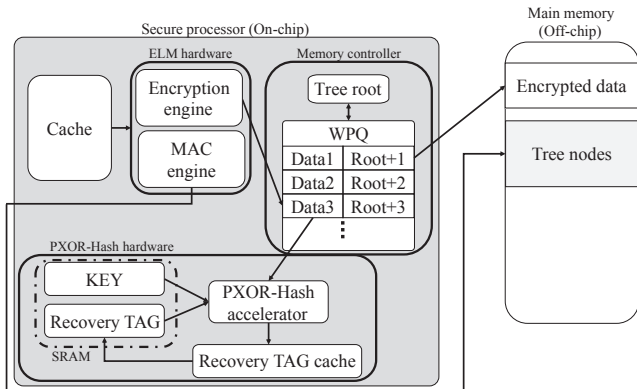 Secure processor (On-chip)
Main memory
(Off-chip)
ELM hardware
Memory controller
Cache
Encryption
engine
MAC
engine
Tree root
WPQ
Data1 Root+1
Data2 Root+2
Data3 Root+3
Encrypted data
Tree nodes
PXOR-Hash hardware
KEY
Recovery TAG
SRAM
PXOR-Hash
accelerator
Recovery TAG cache